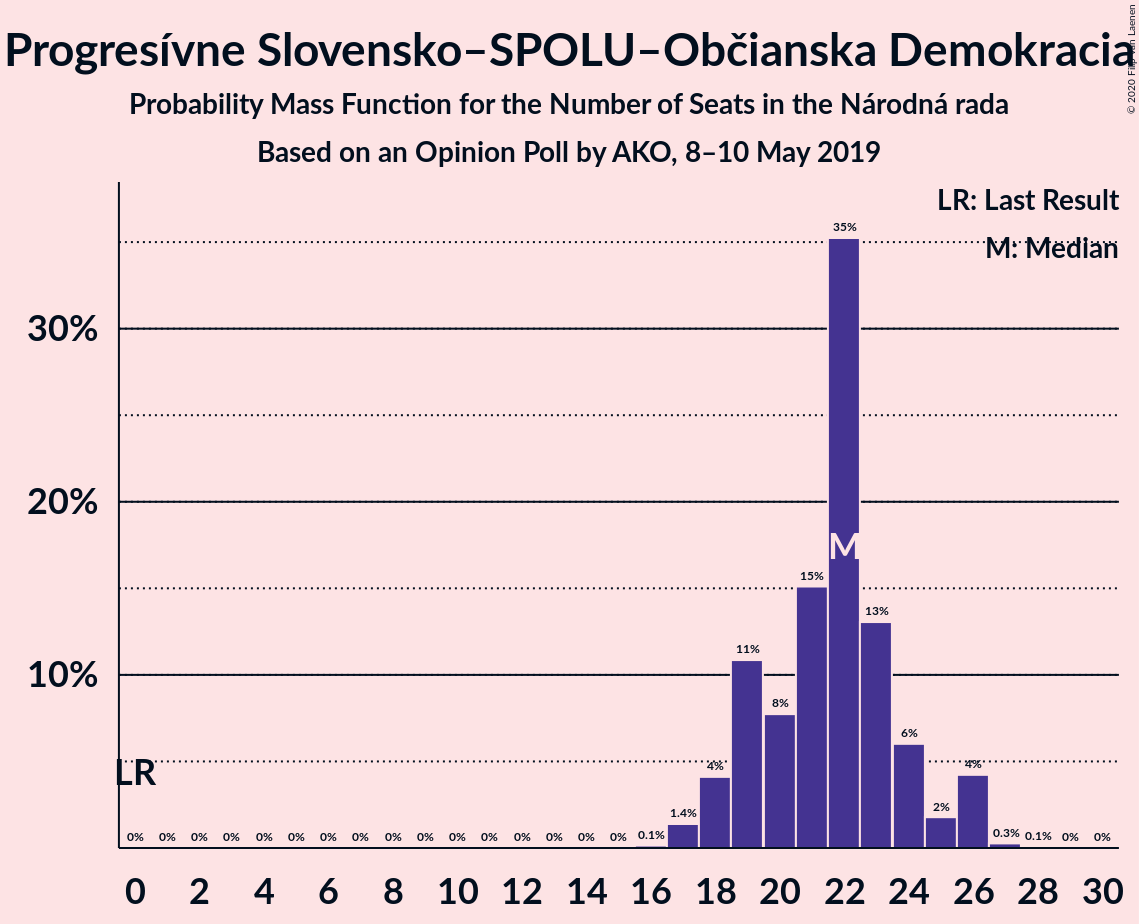 Progresívne Slovensko–SPOLU–Občianska Demokracia
Probability Mass Function for the Number of Seats in the Národná rada
Based on an Opinion Poll by AKO, 8–10 May 2019
© 2020 Filip van Laenen
LR: Last Result
M: Median
30%
20%
10%
LR
M
0% 0% 0% 0% 0% 0% 0% 0% 0% 0% 0% 0% 0% 0% 0% 0% 0.1% 1.4% 4% 11% 8% 15% 35% 13% 6% 2% 4% 0.3% 0.1% 0% 0%
0 2 4 6 8 10 12 14 16 18 20 22 24 26 28 30